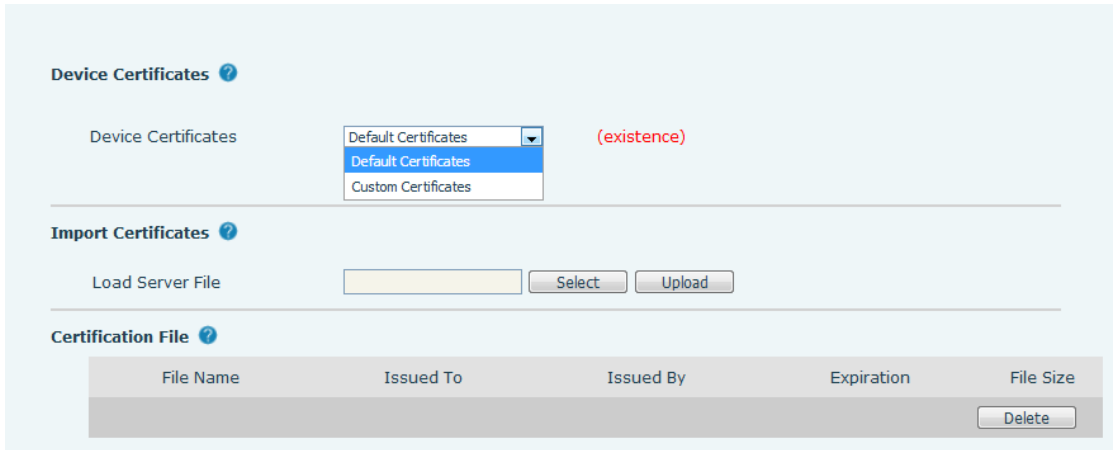 Device Certificates ?
Device Certificates Default Certificates (existence)
Default Certificates
Custom Certificates
Import Certificates ?
Load Server File Select Upload
Certification File ?
File Name Issued To Issued By Expiration File Size
Delete